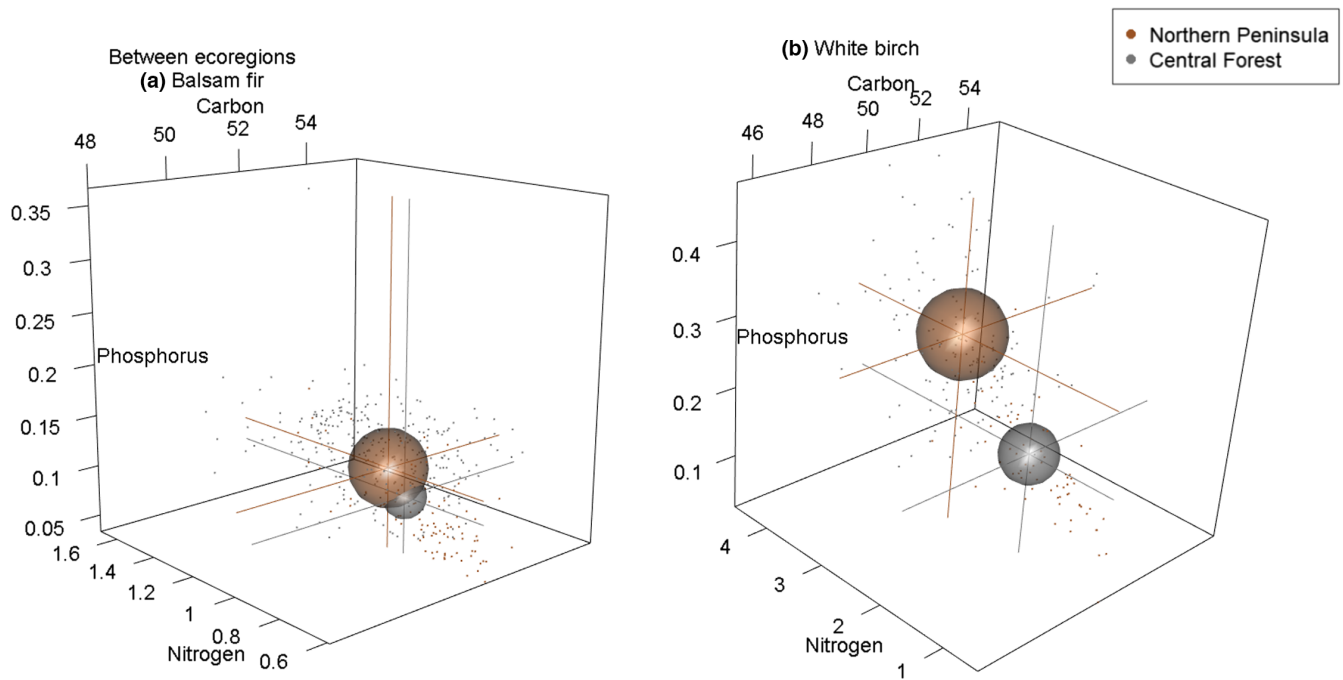 Between ecoregions
(a) Balsam fir
Carbon
48 50 52 54
0.35
0.3
0.25
Phosphorus
0.2
0.15
0.1
0.05
1.6
1.4
1.2
1
0.8
0.6
Nitrogen
(b) White birch
Carbon
46 48 50 52 54
0.4
0.3
Phosphorus
0.2
0.1
4
3
2
1
Nitrogen
Northern Peninsula
Central Forest